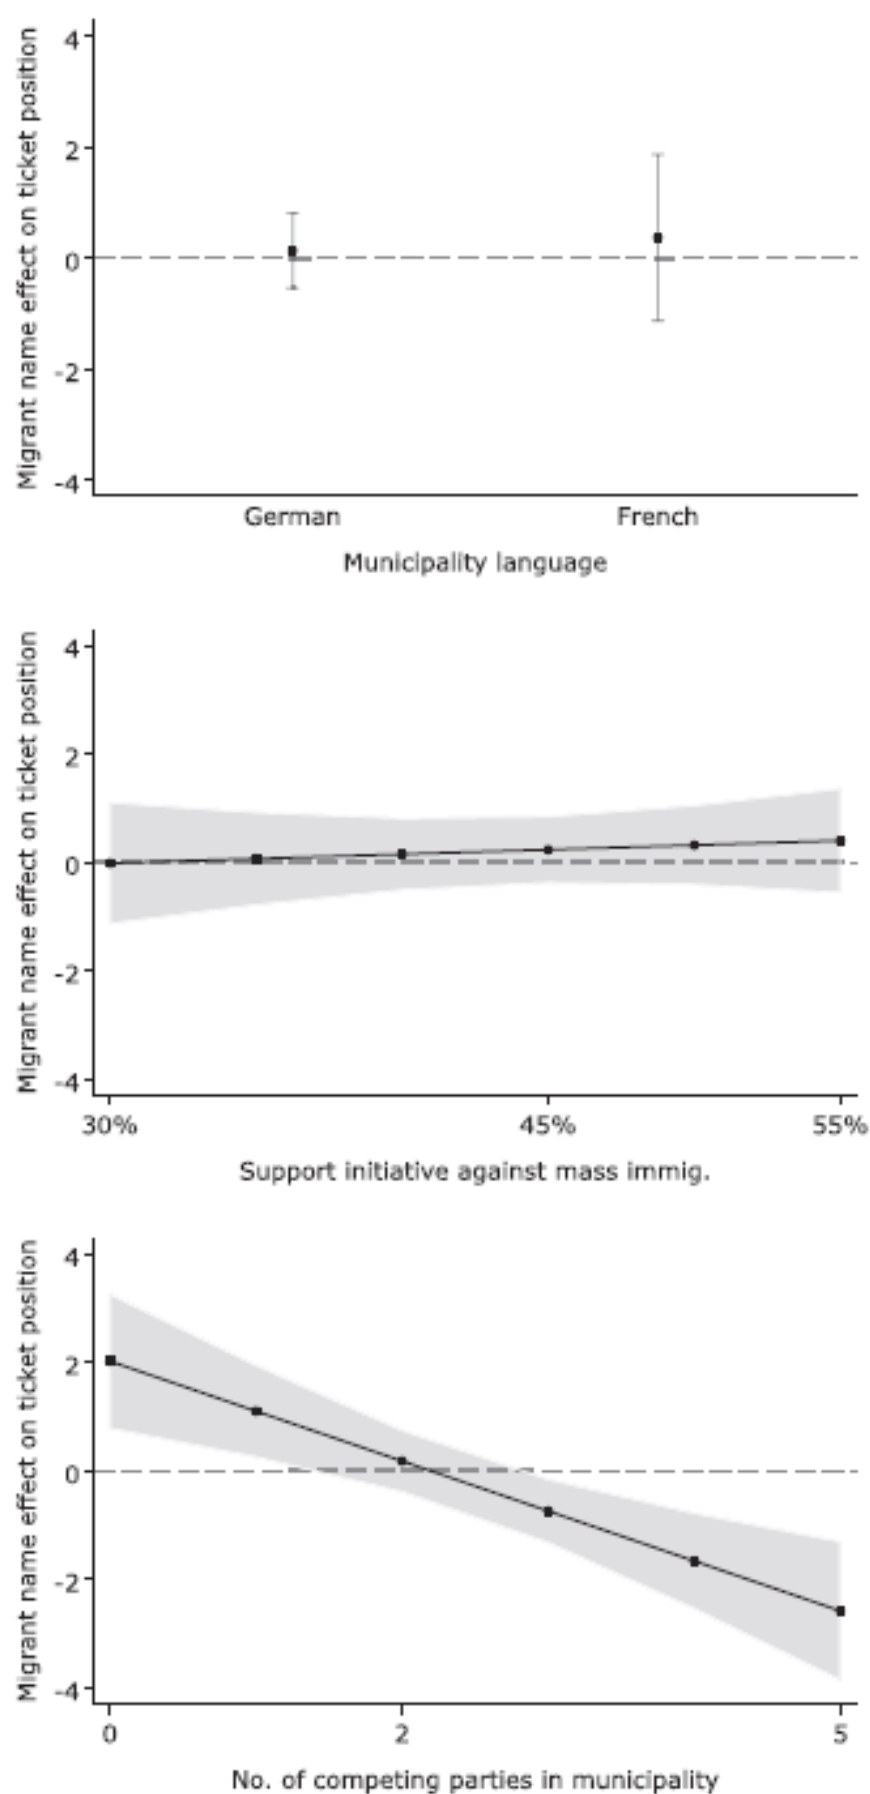 Migrant name effect on ticket position
4
2
0
-2
-4
German French
Municipality language
Migrant name effect on ticket position
4
2
0
-2
-4
30% 45% 55%
Support initiative against mass immig.
Migrant name effect on ticket position
4
2
0
-2
-4
0 2 5
No. of competing parties in municipality